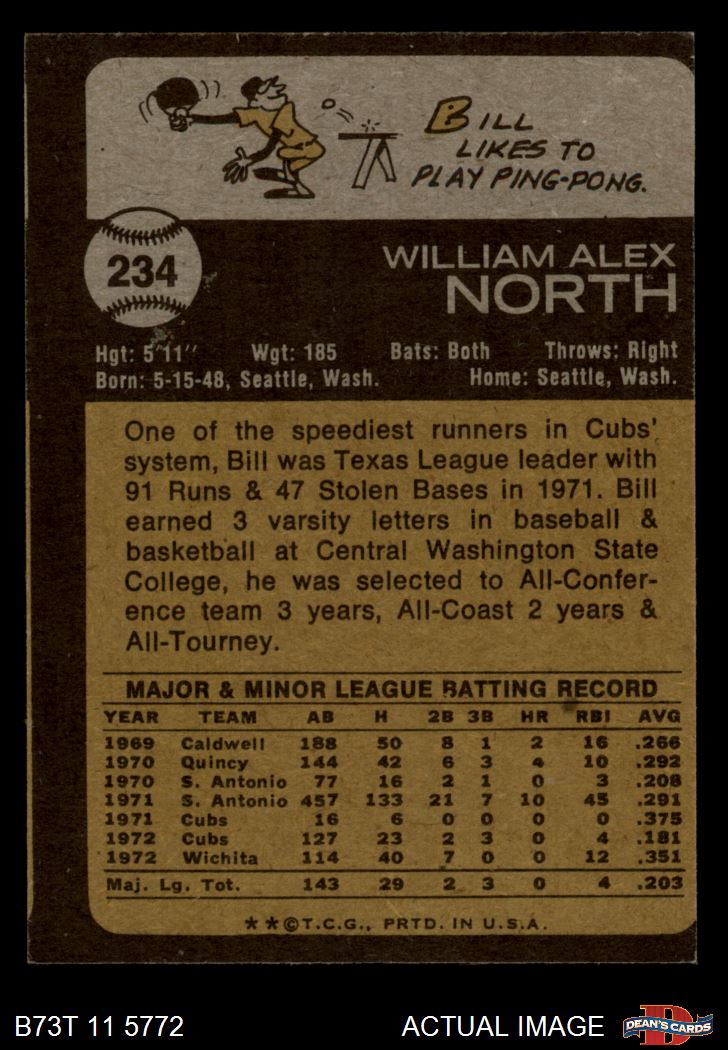 BILL
LIKES TO
PLAY PING-PONG.
234
WILLIAM ALEX
NORTH
Hgt: 5'11" Wgt: 185 Bats: Both Throws: Right
Born: 5-15-48, Seattle, Wash. Home: Seattle, Wash.
One of the speediest runners in Cubs'
system, Bill was Texas League leader with
91 Runs & 47 Stolen Bases in 1971. Bill
earned 3 varsity letters in baseball &
basketball at Central Washington State
College, he was selected to All-Confer-
ence team 3 years, All-Coast 2 years &
All-Tourney.
MAJOR & MINOR LEAGUE BATTING RECORD
YEAR TEAM AB H 2B 3B HR RBI AVG
1969 Caldwell 188 50 8 1 2 16 .266
1970 Quincy 144 42 6 3 4 10 .292
1970 S. Antonio 77 16 2 1 0 3 .208
1971 S. Antonio 457 133 21 7 10 45 .291
1971 Cubs 16 6 0 0 0 0 .375
1972 Cubs 127 23 2 3 0 4 .181
1972 Wichita 114 40 7 0 0 12 .351
Maj. Lg. Tot. 143 29 2 3 0 4 .203
**©T.C.G., PRTD. IN U.S.A.
B73T 11 5772 ACTUAL IMAGE
D
DEAN'S CARDS